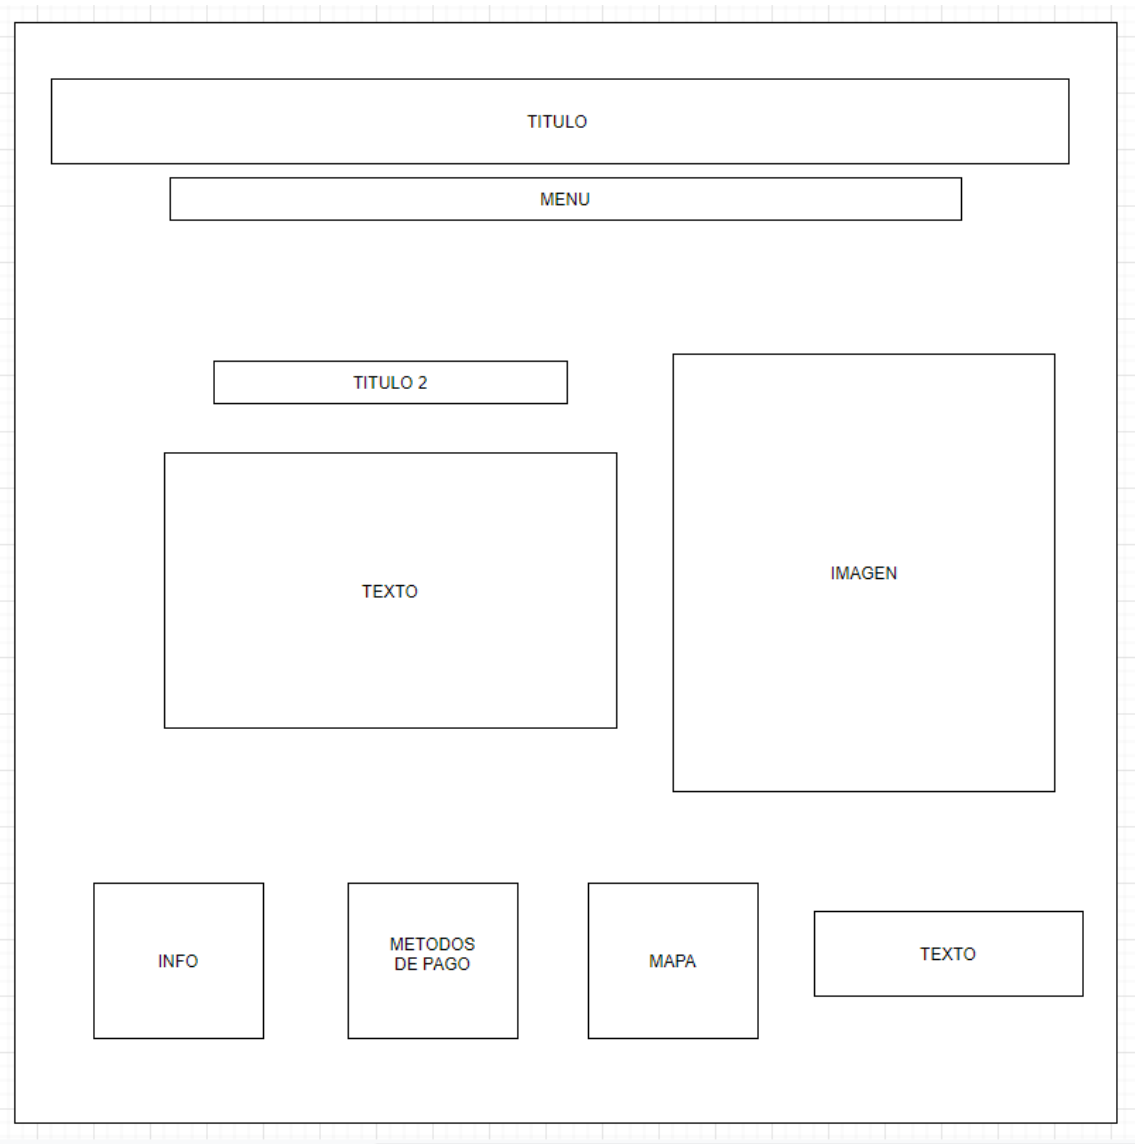 TITULO
MENU
TITULO 2
TEXTO
IMAGEN
INFO
METODOS
DE PAGO
MAPA
TEXTO